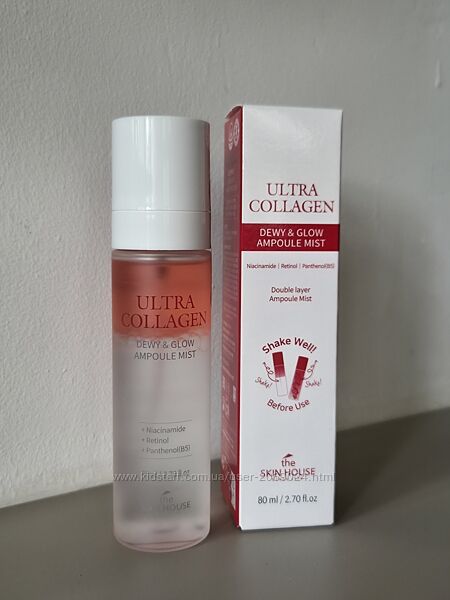 ULTRA
COLLAGEN
DEWY & GLOW
AMPOULE MIST
• Niacinamide
• Retinol
• Panthenol(B5)
the
SKIN HOUSE
ULTRA
COLLAGEN
DEWY & GLOW
AMPOULE MIST
Niacinamide | Retinol | Panthenol(B5)
Double layer
Ampoule Mist
Shake Well!
Shake!
Shake!
Before Use
the
SKIN HOUSE
80 ml / 2.70 fl.oz